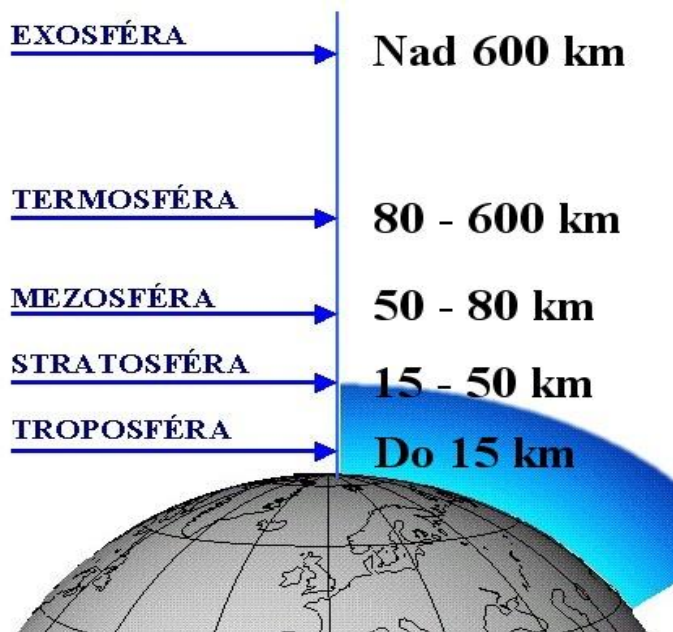 EXOSFÉRA Nad 600 km
TERMOSFÉRA 80 - 600 km
MEZOSFÉRA 50 - 80 km
STRATOSFÉRA 15 - 50 km
TROPOSFÉRA Do 15 km